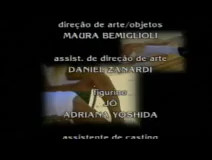 direção de arte/objetos
MAURA BEMIGLIOLI
assist. de direção de arte
DANIEL ZANARDI
figurino
JÔ
ADRIANA YOSHIDA
assistente de casting